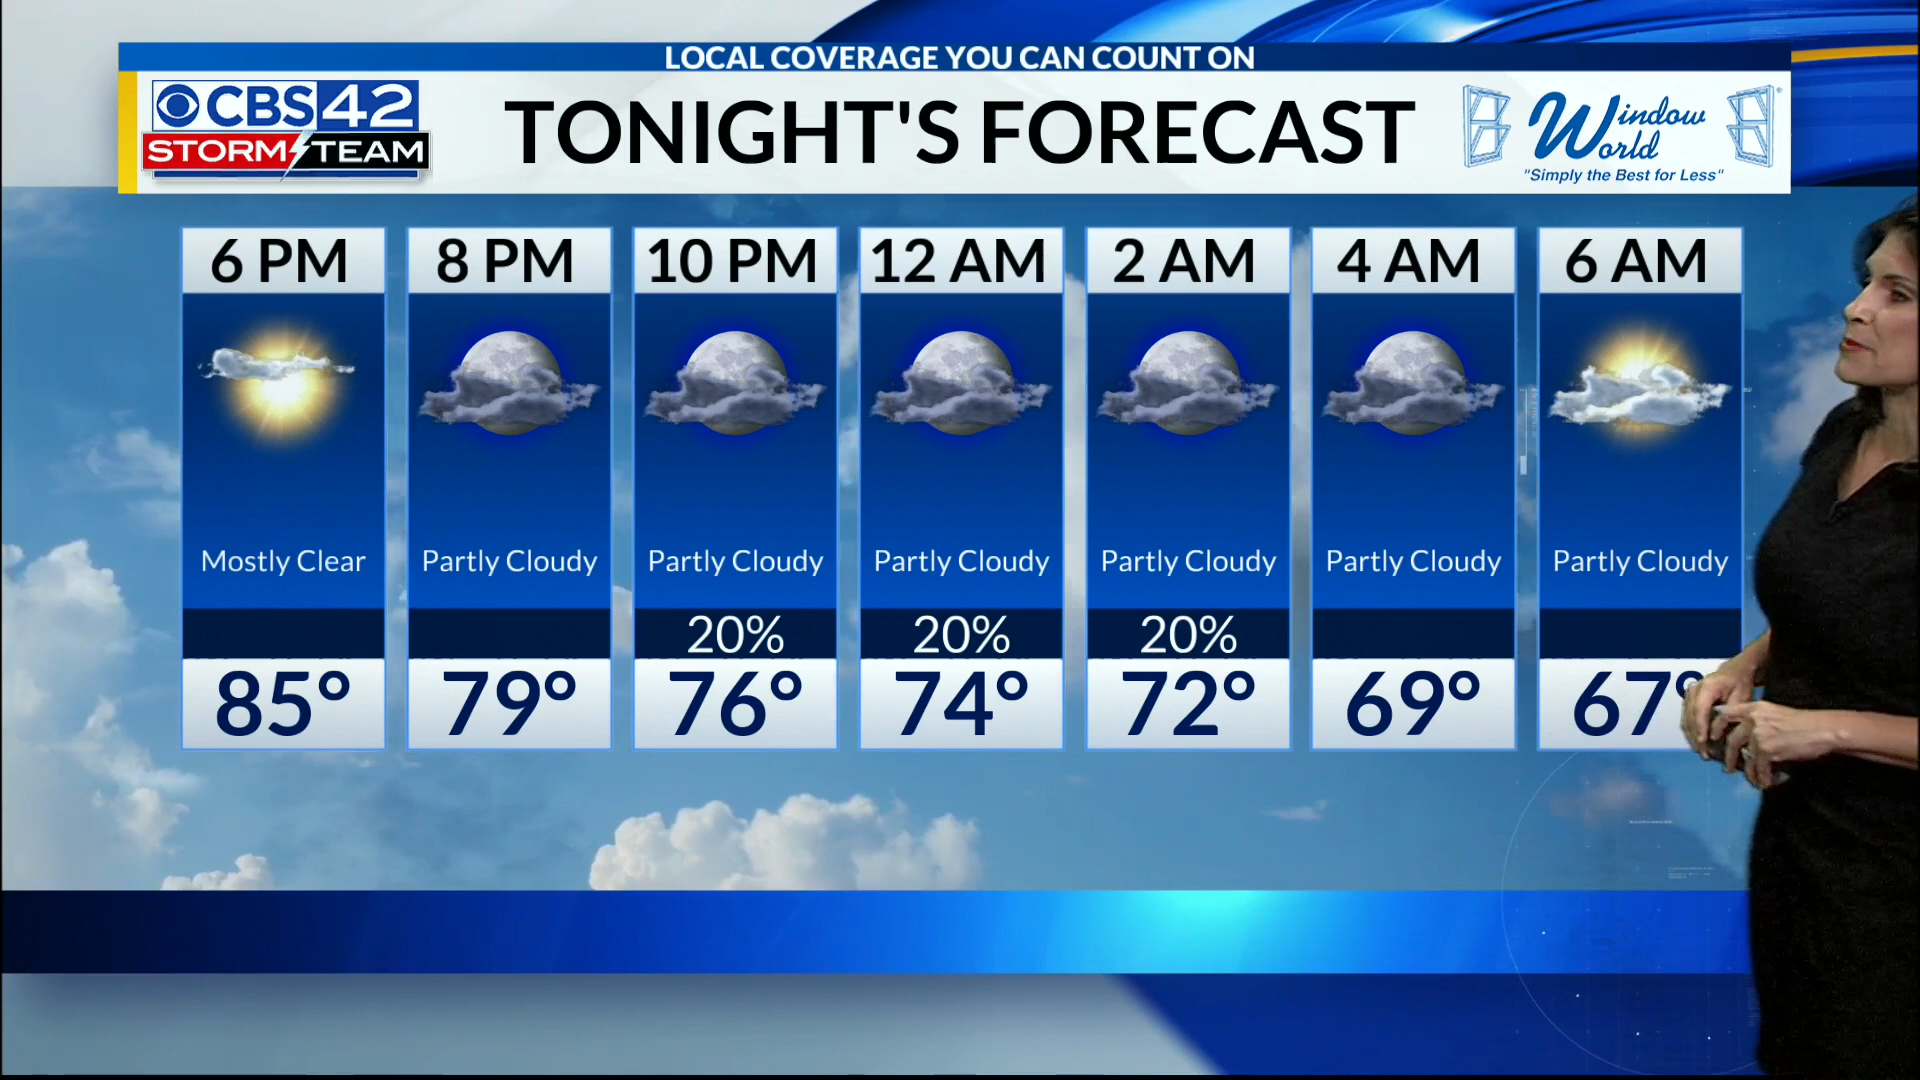 LOCAL COVERAGE YOU CAN COUNT ON
CBS 42
STORM TEAM
TONIGHT'S FORECAST
Window World
"Simply the Best for Less"
6 PM 8 PM 10 PM 12 AM 2 AM 4 AM 6 AM
Mostly Clear Partly Cloudy Partly Cloudy Partly Cloudy Partly Cloudy Partly Cloudy Partly Cloudy
20% 20% 20%
85° 79° 76° 74° 72° 69° 67°